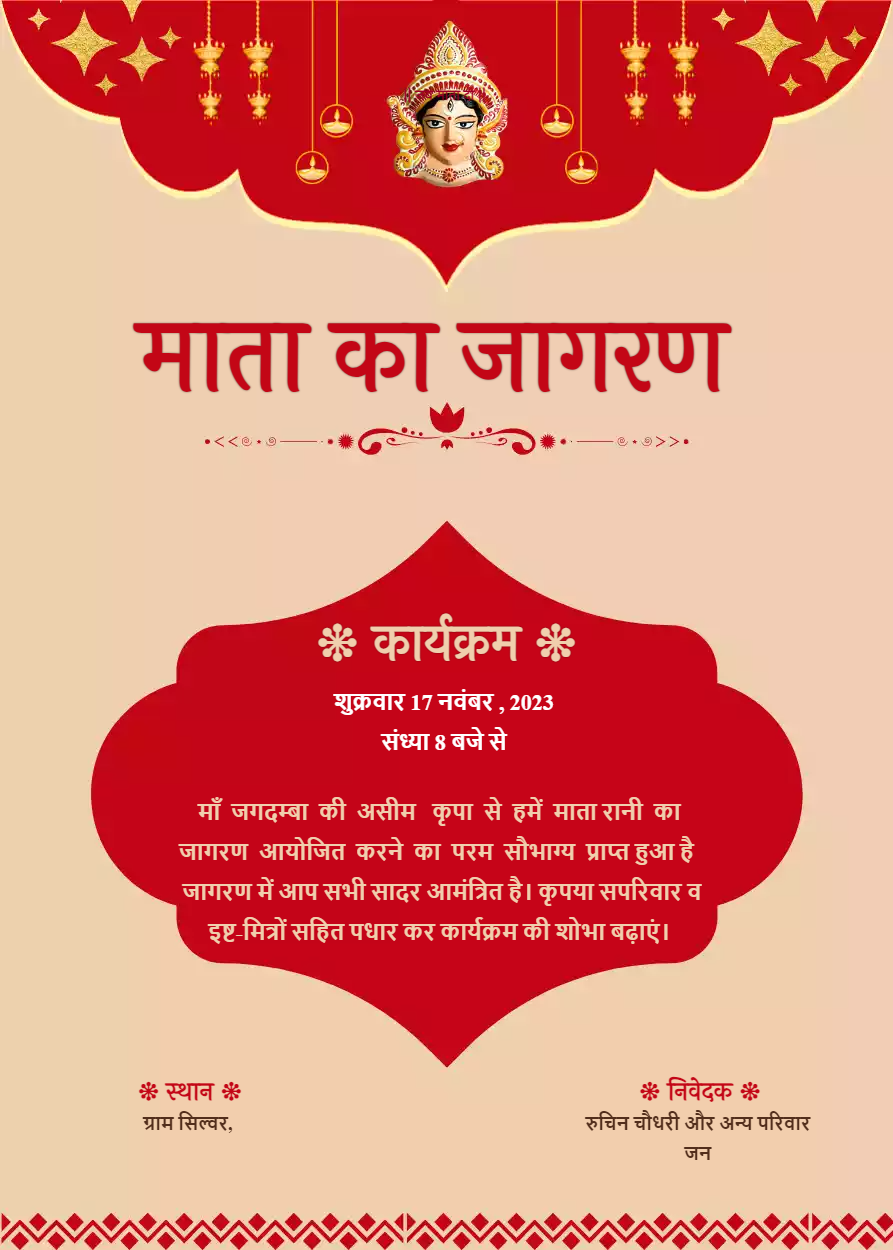 माता का जागरण
❉ कार्यक्रम ❉
शुक्रवार 17 नवंबर , 2023
संध्या 8 बजे से
माँ जगदम्बा की असीम कृपा से हमें माता रानी का
जागरण आयोजित करने का परम सौभाग्य प्राप्त हुआ है
जागरण में आप सभी सादर आमंत्रित है। कृपया सपरिवार व
इष्ट-मित्रों सहित पधार कर कार्यक्रम की शोभा बढ़ाएं।
❉ स्थान ❉
ग्राम सिल्वर,
❉ निवेदक ❉
रुचिन चौधरी और अन्य परिवार
जन